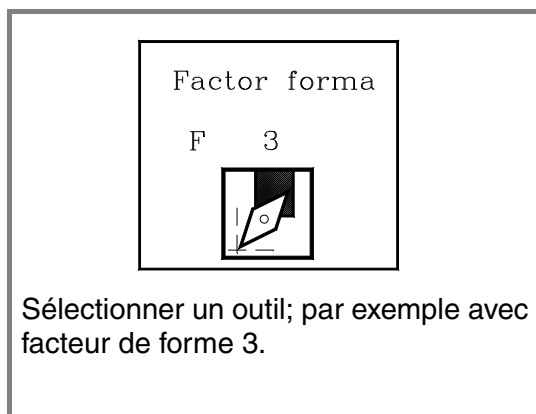 Factor forma
F 3
Sélectionner un outil; par exemple avec
facteur de forme 3.